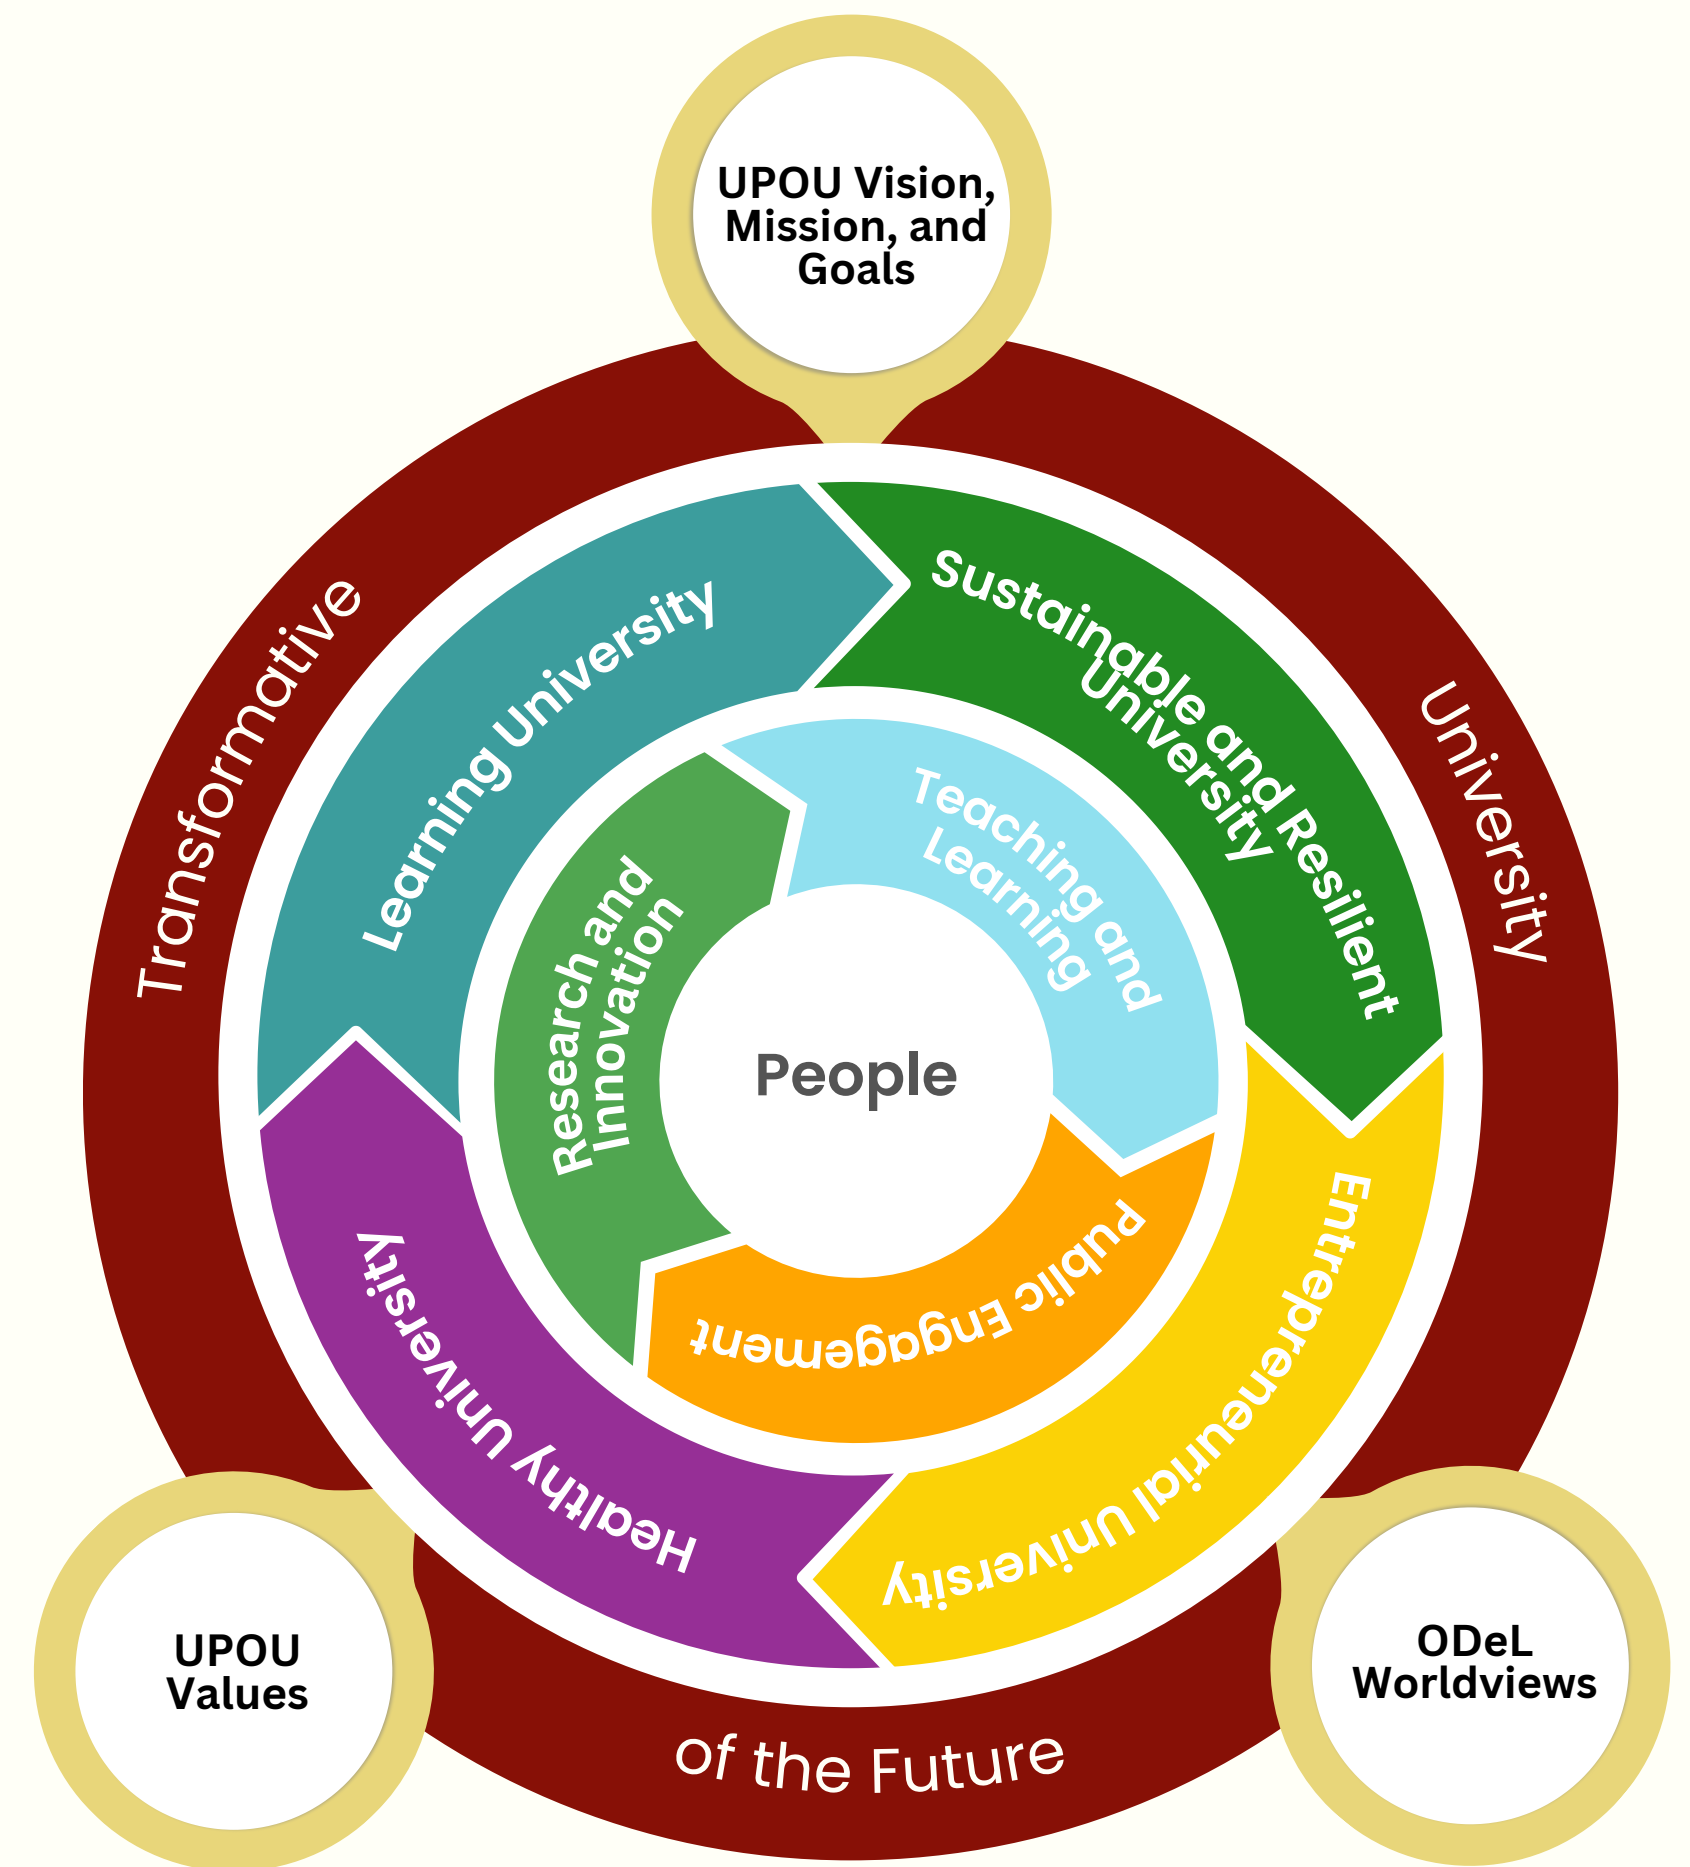 UPOU Vision,
Mission, and
Goals
Transformative
University
of the Future
Learning University
Sustainable and Resilient
University
Entrepreneurial University
Healthy University
Research and
Innovation
Teaching and
Learning
Public Engagement
People
UPOU
Values
ODeL
Worldviews